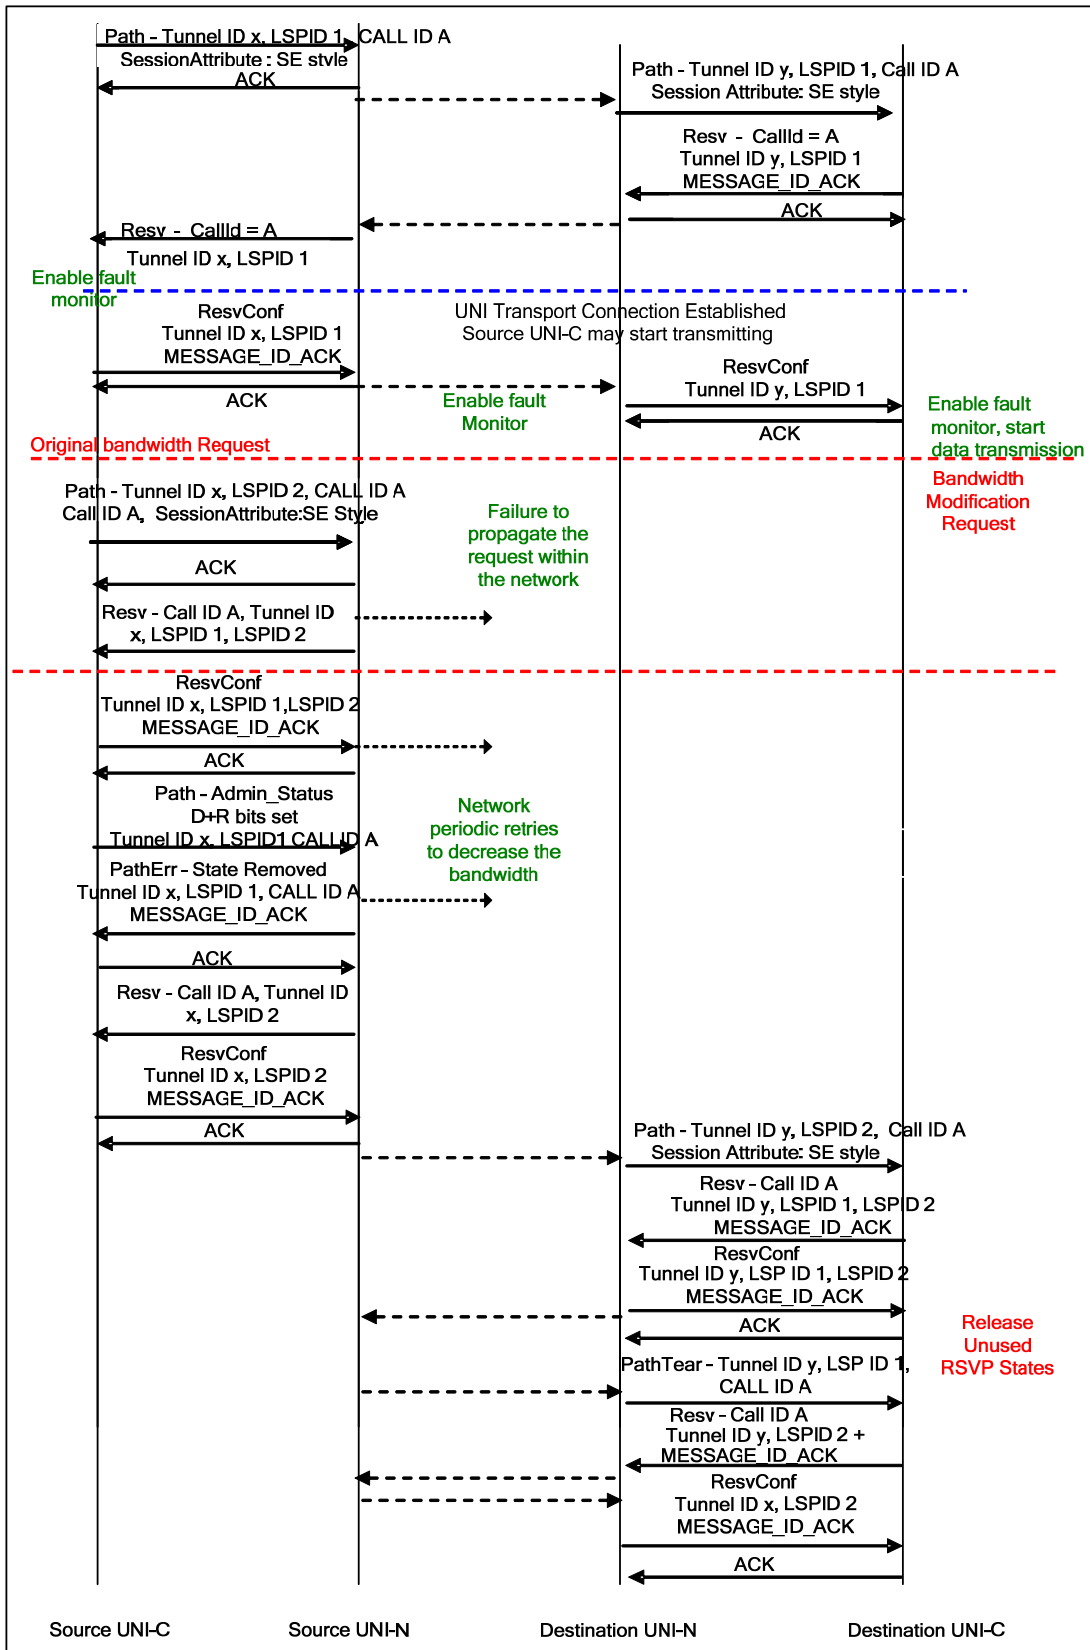 Path - Tunnel ID x, LSPID 1, CALL ID A
SessionAttribute : SE style
ACK
Path - Tunnel ID y, LSPID 1, Call ID A
Session Attribute: SE style
Resv - CallId = A
Tunnel ID y, LSPID 1
MESSAGE_ID_ACK
ACK
Resv - CallId = A
Tunnel ID x, LSPID 1
Enable fault
monitor
UNI Transport Connection Established
Source UNI-C may start transmitting
ResvConf
Tunnel ID x, LSPID 1
MESSAGE_ID_ACK
ACK
Enable fault
Monitor
ResvConf
Tunnel ID y, LSPID 1
ACK
Enable fault
monitor, start
data transmission
Original bandwidth Request
Bandwidth
Modification
Request
Path - Tunnel ID x, LSPID 2, CALL ID A
Call ID A, SessionAttribute:SE Style
Failure to
propagate the
request within
the network
ACK
Resv - Call ID A, Tunnel ID
x, LSPID 1, LSPID 2
ResvConf
Tunnel ID x, LSPID 1,LSPID 2
MESSAGE_ID_ACK
ACK
Path - Admin_Status
D+R bits set
Tunnel ID x, LSPID1 CALL ID A
Network
periodic retries
to decrease the
bandwidth
PathErr - State Removed
Tunnel ID x, LSPID 1, CALL ID A
MESSAGE_ID_ACK
ACK
Resv - Call ID A, Tunnel ID
x, LSPID 2
ResvConf
Tunnel ID x, LSPID 2
MESSAGE_ID_ACK
ACK
Path - Tunnel ID y, LSPID 2, Call ID A
Session Attribute: SE style
Resv - Call ID A
Tunnel ID y, LSPID 1, LSPID 2
MESSAGE_ID_ACK
ResvConf
Tunnel ID y, LSP ID 1, LSPID 2
MESSAGE_ID_ACK
ACK
Release
Unused
RSVP States
PathTear - Tunnel ID y, LSP ID 1,
CALL ID A
Resv - Call ID A
Tunnel ID y, LSPID 2 +
MESSAGE_ID_ACK
ResvConf
Tunnel ID x, LSPID 2
MESSAGE_ID_ACK
ACK
Source UNI-C
Source UNI-N
Destination UNI-N
Destination UNI-C